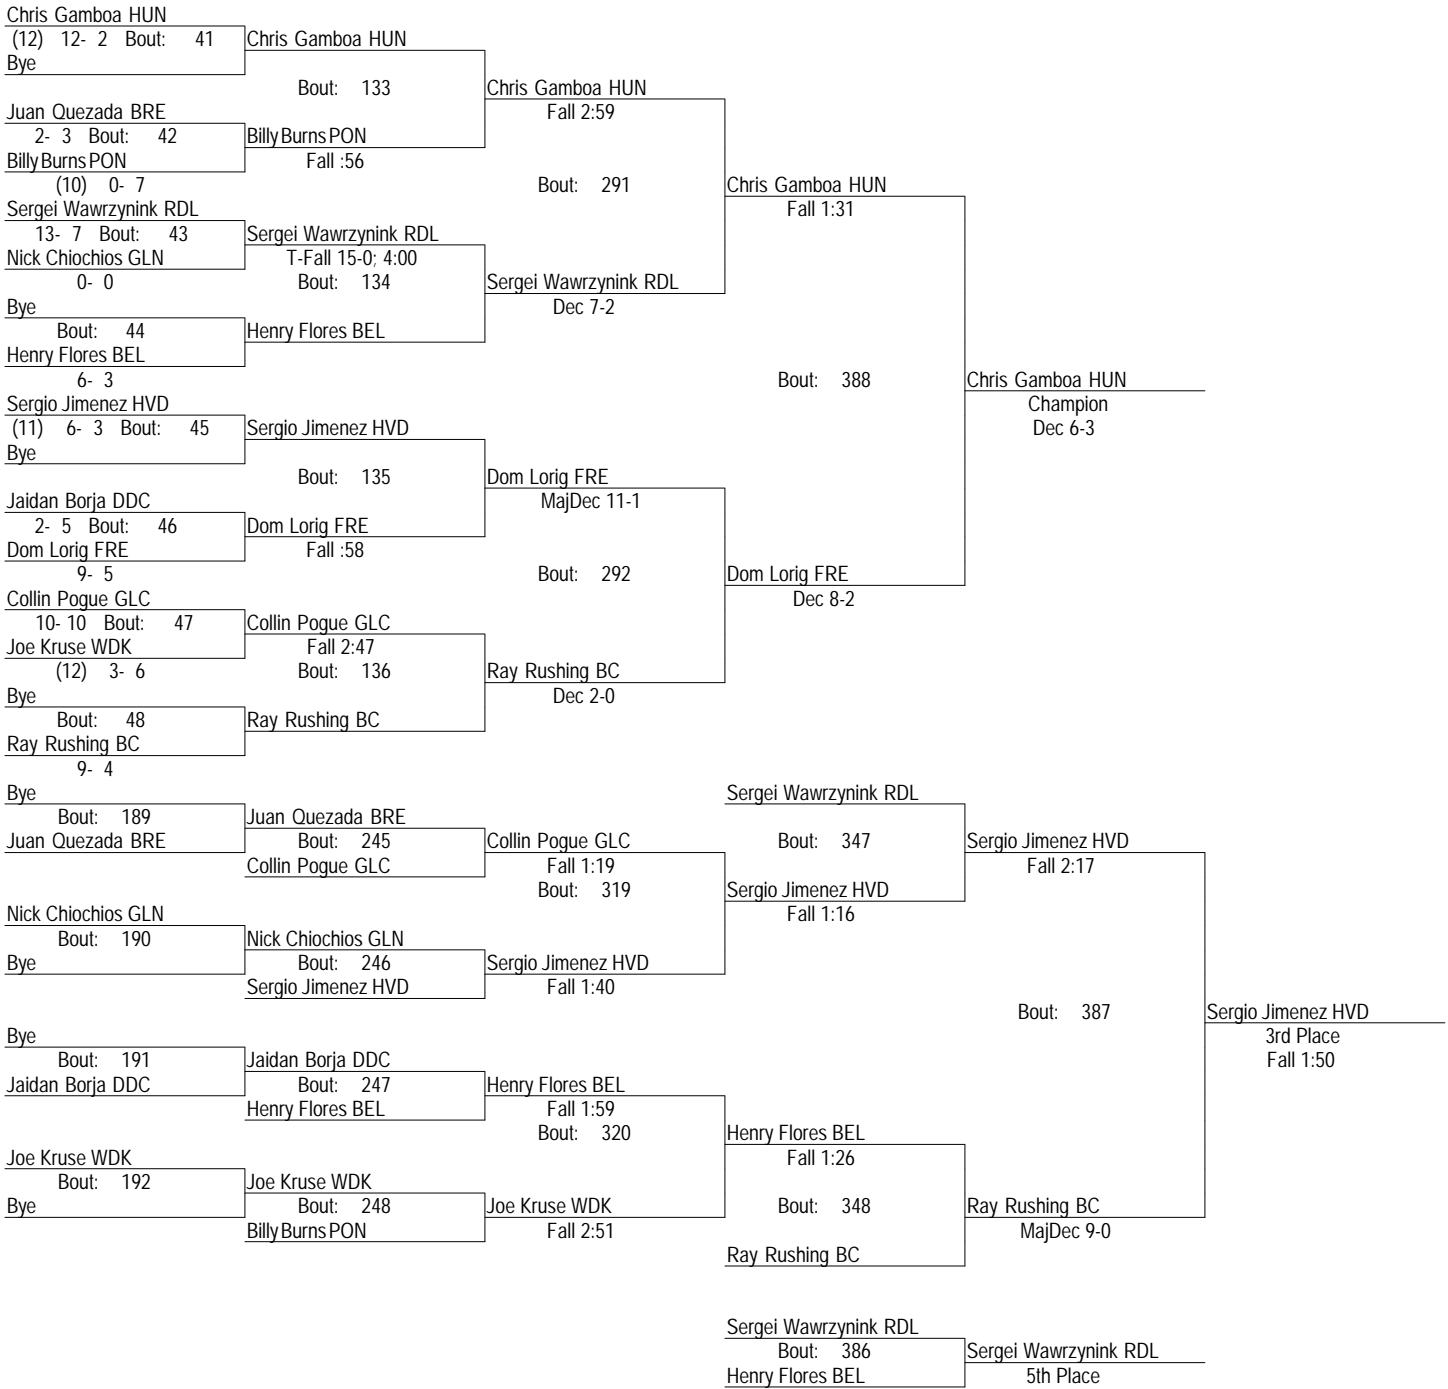 Chris Gamboa HUN
(12) 12- 2 Bout: 41
Bye
Juan Quezada BRE
2- 3 Bout: 42
Billy Burns PON
(10) 0- 7
Sergei Wawrzynink RDL
13- 7 Bout: 43
Nick Chiochios GLN
0- 0
Bye
Bout: 44
Henry Flores BEL
6- 3
Sergio Jimenez HVD
(11) 6- 3 Bout: 45
Bye
Jaidan Borja DDC
2- 5 Bout: 46
Dom Lorig FRE
9- 5
Collin Pogue GLC
10- 10 Bout: 47
Joe Kruse WDK
(12) 3- 6
Bye
Bout: 48
Ray Rushing BC
9- 4
Chris Gamboa HUN
Bout: 133
Billy Burns PON
Fall :56
Sergei Wawrzynink RDL
T-Fall 15-0; 4:00
Bout: 134
Henry Flores BEL
Sergio Jimenez HVD
Bout: 135
Dom Lorig FRE
Fall :58
Collin Pogue GLC
Fall 2:47
Bout: 136
Ray Rushing BC
Chris Gamboa HUN
Fall 2:59
Bout: 291
Sergei Wawrzynink RDL
Dec 7-2
Dom Lorig FRE
MajDec 11-1
Bout: 292
Ray Rushing BC
Dec 2-0
Chris Gamboa HUN
Fall 1:31
Bout: 388
Dom Lorig FRE
Dec 8-2
Chris Gamboa HUN
Champion
Dec 6-3
Bye
Bout: 189
Juan Quezada BRE
Nick Chiochios GLN
Bout: 190
Bye
Bye
Bout: 191
Jaidan Borja DDC
Joe Kruse WDK
Bout: 192
Bye
Juan Quezada BRE
Bout: 245
Collin Pogue GLC
Nick Chiochios GLN
Bout: 246
Sergio Jimenez HVD
Jaidan Borja DDC
Bout: 247
Henry Flores BEL
Joe Kruse WDK
Bout: 248
Billy Burns PON
Collin Pogue GLC
Fall 1:19
Bout: 319
Sergio Jimenez HVD
Fall 1:40
Henry Flores BEL
Fall 1:59
Bout: 320
Joe Kruse WDK
Fall 2:51
Sergei Wawrzynink RDL
Bout: 347
Sergio Jimenez HVD
Fall 1:16
Henry Flores BEL
Fall 1:26
Bout: 348
Ray Rushing BC
Sergio Jimenez HVD
Fall 2:17
Bout: 387
Ray Rushing BC
MajDec 9-0
Sergio Jimenez HVD
3rd Place
Fall 1:50
Sergei Wawrzynink RDL
Bout: 386
Henry Flores BEL
Sergei Wawrzynink RDL
5th Place